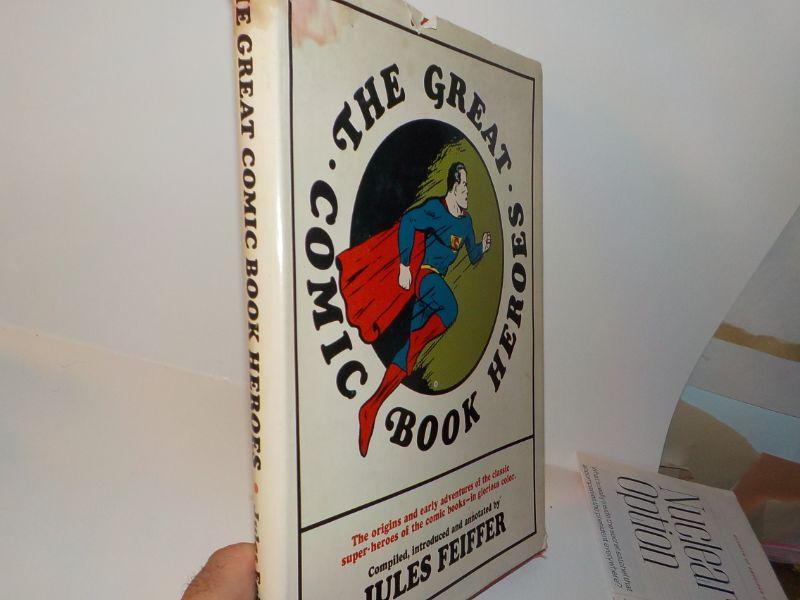 THE GREAT COMIC BOOK HEROES •
• THE GREAT •
COMIC BOOK HEROES
The origins and early adventures of the classic
super-heroes of the comic books—in glorious color.
Compiled, introduced and annotated by
JULES FEIFFER
Nuclear
Option